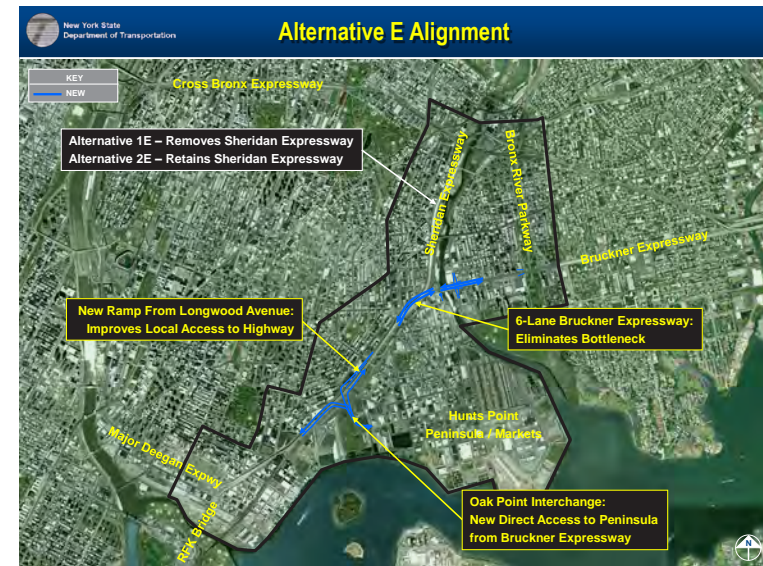 New York State
Department of Transportation
Alternative E Alignment
KEY
NEW
Cross Bronx Expressway
Alternative 1E – Removes Sheridan Expressway
Alternative 2E – Retains Sheridan Expressway
Sheridan Expressway
Bronx River Parkway
Bruckner Expressway
New Ramp From Longwood Avenue:
Improves Local Access to Highway
6-Lane Bruckner Expressway:
Eliminates Bottleneck
Hunts Point
Peninsula / Markets
Major Deegan Expwy
RFK Bridge
Oak Point Interchange:
New Direct Access to Peninsula
from Bruckner Expressway
N